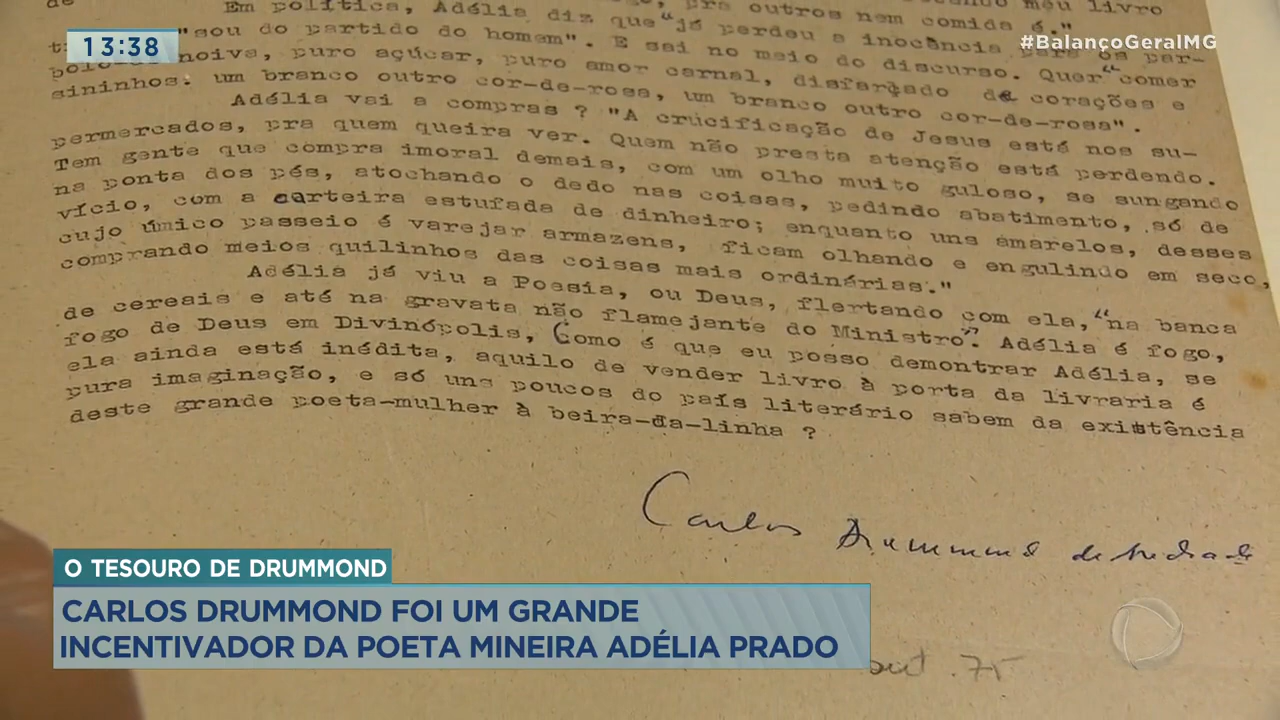 13:38
#BalançoGeralMG
meu livro
Em política, Adélia diz que "já perdeu a inocência para os par-
"sou do partido do homem". E sai no meio do discurso. Quer "comer
noiva, puro açúcar, puro amor carnal, disfarçado de corações e
sininhos: um branco outro cor-de-rosa, um branco outro cor-de-rosa".
Adélia vai a compras ? "A crucificação de Jesus está nos su-
permercados, pra quem queira ver. Quem não presta atenção está perdendo.
Tem gente que compra imoral demais, com um olho muito guloso, se sungando
na ponta dos pés, atochando o dedo nas coisas, pedindo abatimento, só de
vício, com a carteira estufada de dinheiro; enquanto uns amarelos, desses
cujo único passeio é varejar armazens, ficam olhando e engulindo em seco,
comprando meios quilinhos das coisas mais ordinárias."
Adélia já viu a Poesia, ou Deus, flertando com ela, "na banca
de cereais e até na gravata não flamejante do Ministro". Adélia é fogo,
fogo de Deus em Divinópolis, Como é que eu posso demonstrar Adélia, se
ela ainda está inédita, aquilo de vender livro à porta da livraria é
pura imaginação, e só uns poucos do país literário sabem da existência
deste grande poeta-mulher à beira-da-linha ?
Carlos Drummond de Andrade
out. 75
O TESOURO DE DRUMMOND
CARLOS DRUMMOND FOI UM GRANDE
INCENTIVADOR DA POETA MINEIRA ADÉLIA PRADO